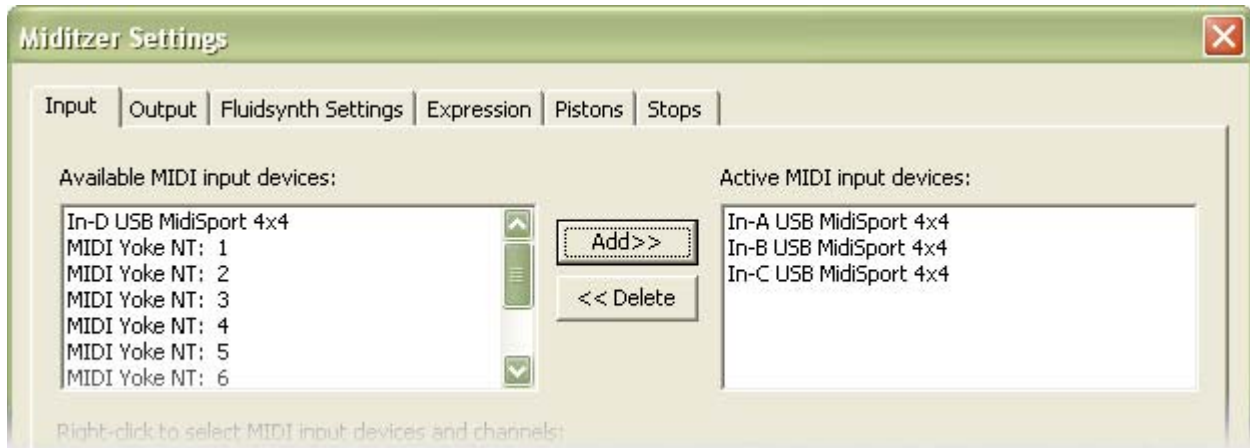 Miditzer Settings
Input Output Fluidsynth Settings Expression Pistons Stops
Available MIDI input devices:
In-D USB MidiSport 4x4
MIDI Yoke NT:  1
MIDI Yoke NT:  2
MIDI Yoke NT:  3
MIDI Yoke NT:  4
MIDI Yoke NT:  5
MIDI Yoke NT:  6
Add>>
<< Delete
Active MIDI input devices:
In-A USB MidiSport 4x4
In-B USB MidiSport 4x4
In-C USB MidiSport 4x4
Right-click to select MIDI input devices and channels: